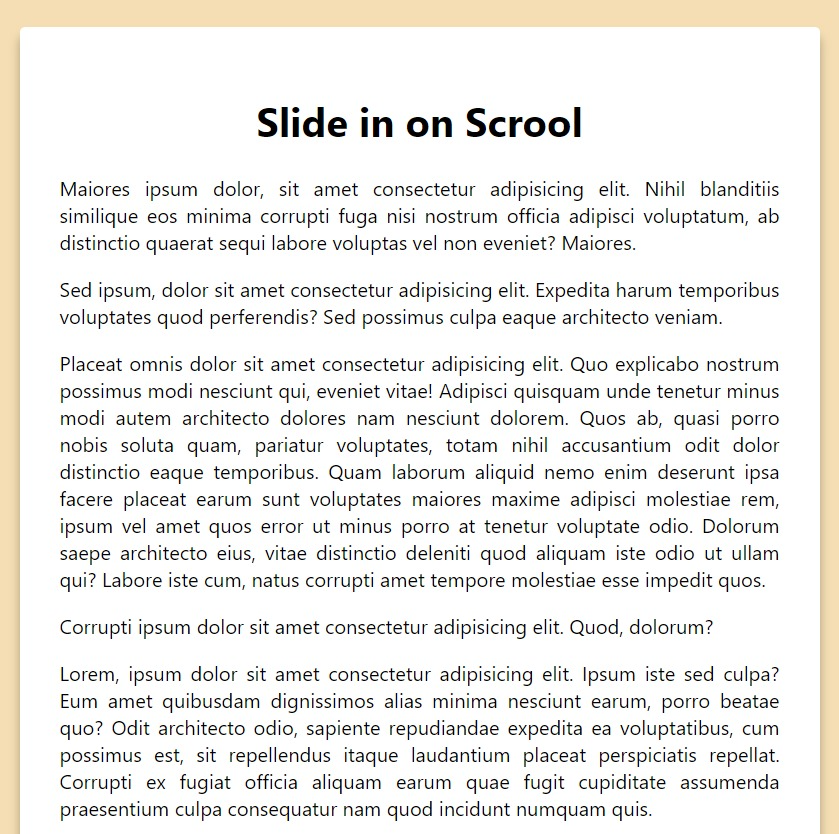 Slide in on Scrool
Maiores ipsum dolor, sit amet consectetur adipisicing elit. Nihil blanditiis
similique eos minima corrupti fuga nisi nostrum officia adipisci voluptatum, ab
distinctio quaerat sequi labore voluptas vel non eveniet? Maiores.
Sed ipsum, dolor sit amet consectetur adipisicing elit. Expedita harum temporibus
voluptates quod perferendis? Sed possimus culpa eaque architecto veniam.
Placeat omnis dolor sit amet consectetur adipisicing elit. Quo explicabo nostrum
possimus modi nesciunt qui, eveniet vitae! Adipisci quisquam unde tenetur minus
modi autem architecto dolores nam nesciunt dolorem. Quos ab, quasi porro
nobis soluta quam, pariatur voluptates, totam nihil accusantium odit dolor
distinctio eaque temporibus. Quam laborum aliquid nemo enim deserunt ipsa
facere placeat earum sunt voluptates maiores maxime adipisci molestiae rem,
ipsum vel amet quos error ut minus porro at tenetur voluptate odio. Dolorum
saepe architecto eius, vitae distinctio deleniti quod aliquam iste odio ut ullam
qui? Labore iste cum, natus corrupti amet tempore molestiae esse impedit quos.
Corrupti ipsum dolor sit amet consectetur adipisicing elit. Quod, dolorum?
Lorem, ipsum dolor sit amet consectetur adipisicing elit. Ipsum iste sed culpa?
Eum amet quibusdam dignissimos alias minima nesciunt earum, porro beatae
quo? Odit architecto odio, sapiente repudiandae expedita ea voluptatibus, cum
possimus est, sit repellendus itaque laudantium placeat perspiciatis repellat.
Corrupti ex fugiat officia aliquam earum quae fugit cupiditate assumenda
praesentium culpa consequatur nam quod incidunt numquam quis.